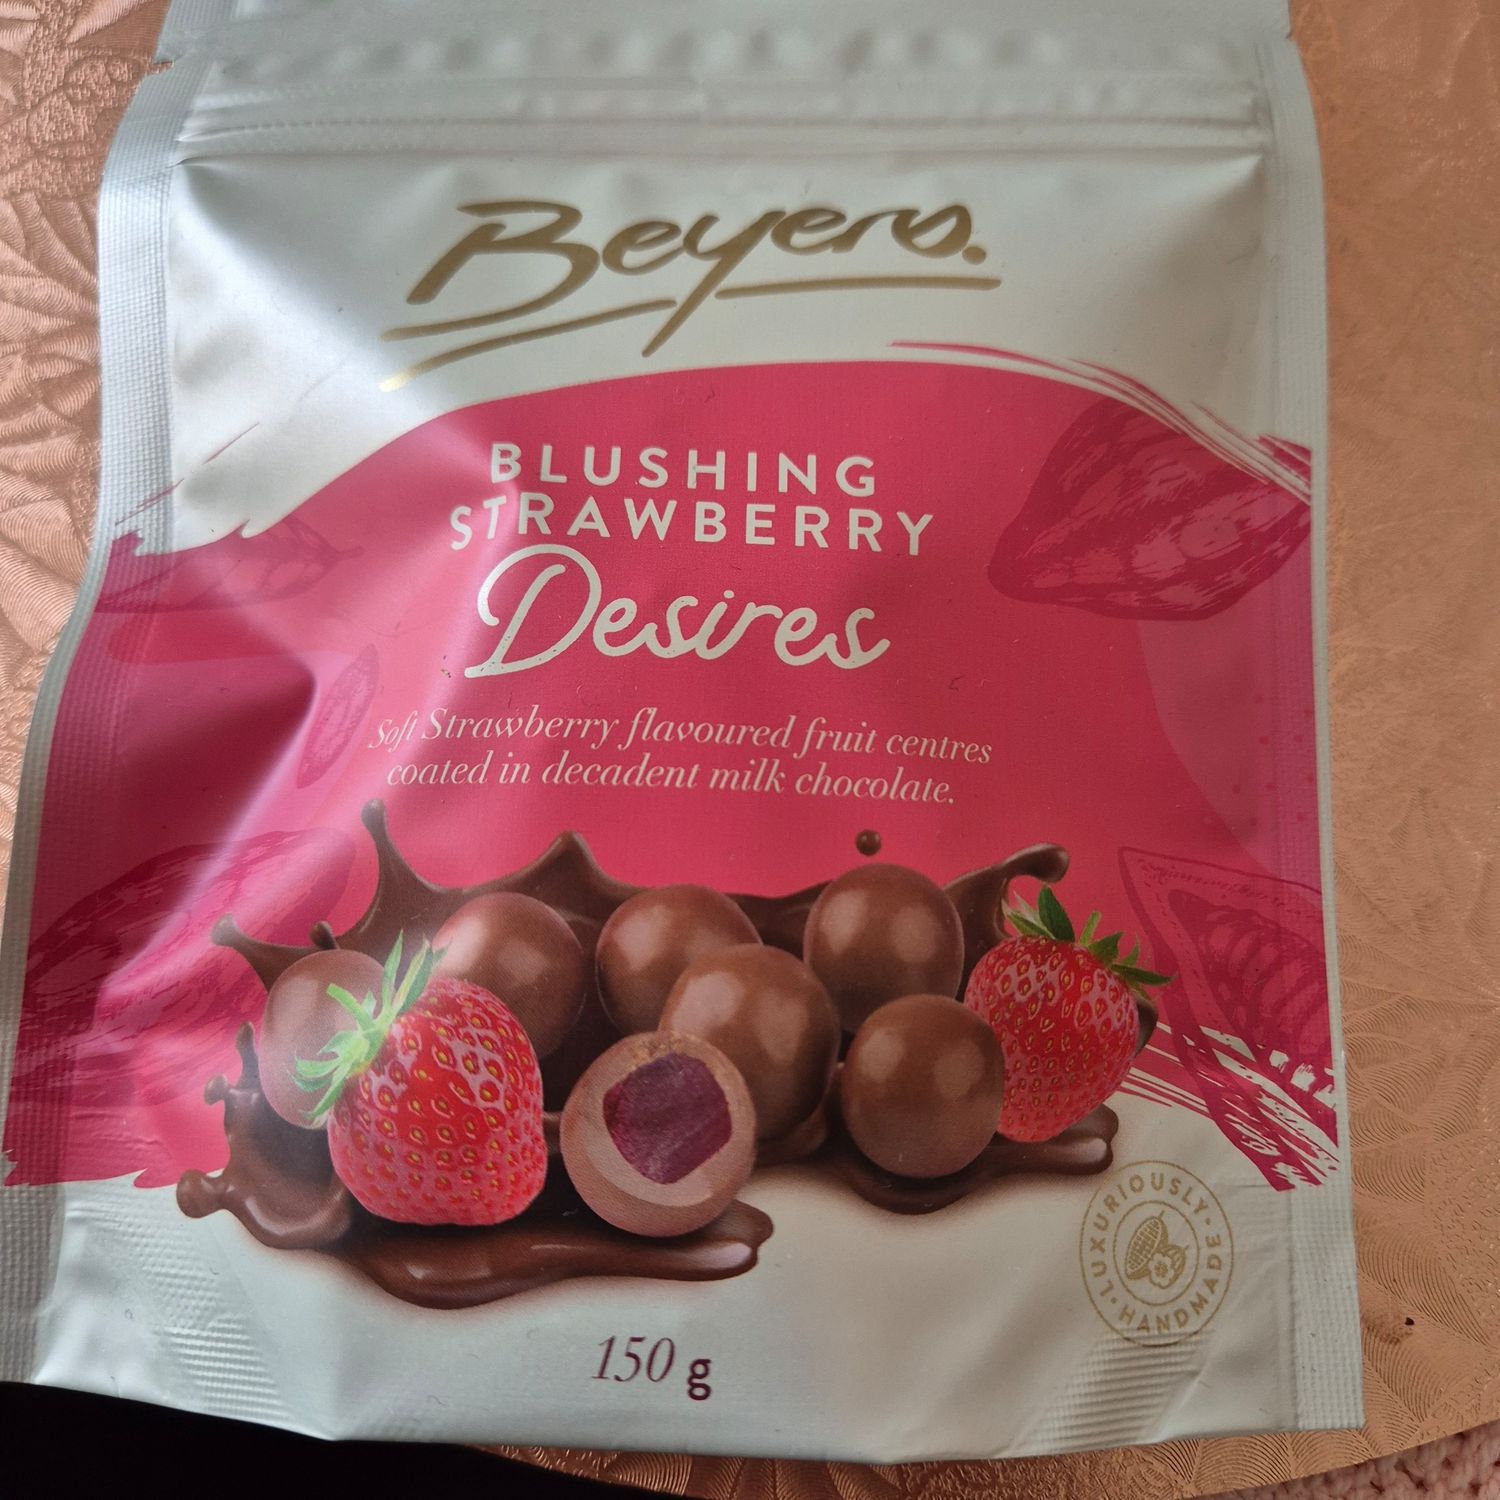 Beyers.
BLUSHING
STRAWBERRY
Desires
Soft Strawberry flavoured fruit centres
coated in decadent milk chocolate.
LUXURIOUSLY · HANDMADE ·
150 g